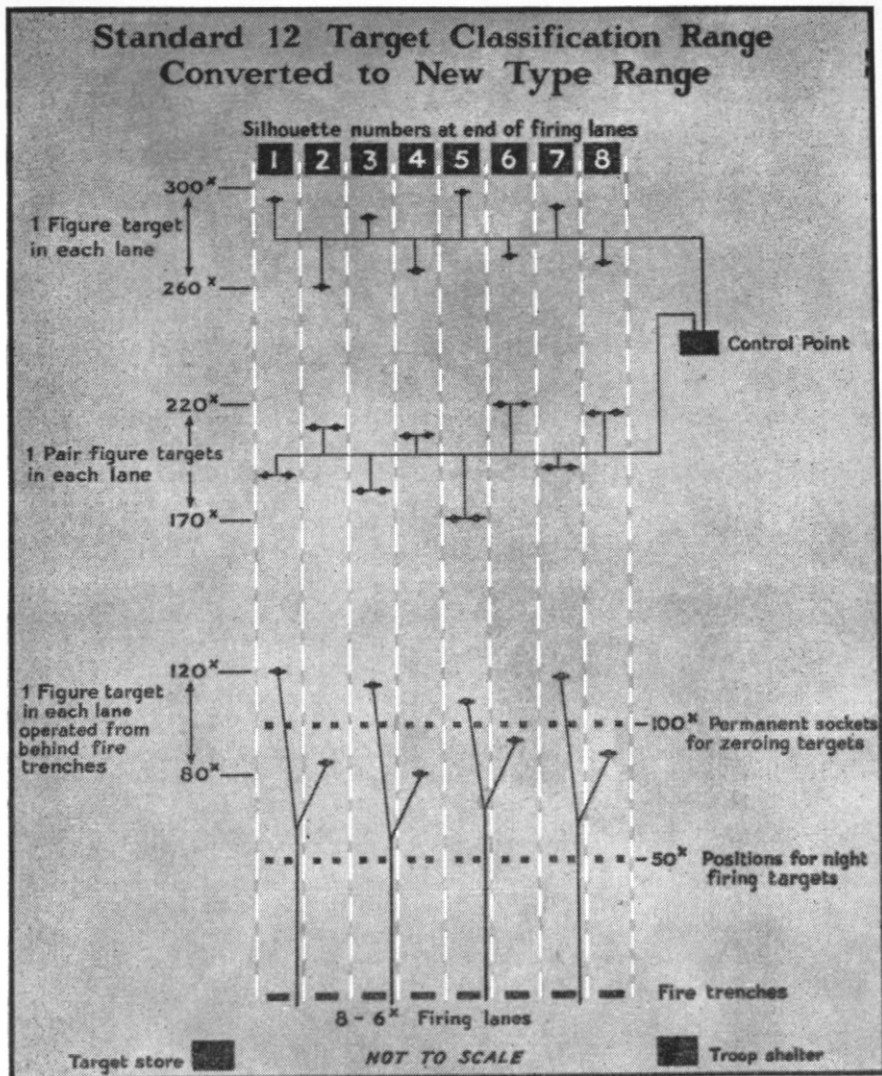 Standard 12 Target Classification Range
Converted to New Type Range
Silhouette numbers at end of firing lanes
1 2 3 4 5 6 7 8
300ˣ
1 Figure target
in each lane
260ˣ
Control Point
220ˣ
1 Pair figure targets
in each lane
170ˣ
120ˣ
1 Figure target
in each lane
operated from
behind fire
trenches
80ˣ
100ˣ Permanent sockets
for zeroing targets
50ˣ Positions for night
firing targets
Fire trenches
8 - 6ˣ Firing lanes
Target store
NOT TO SCALE
Troop shelter